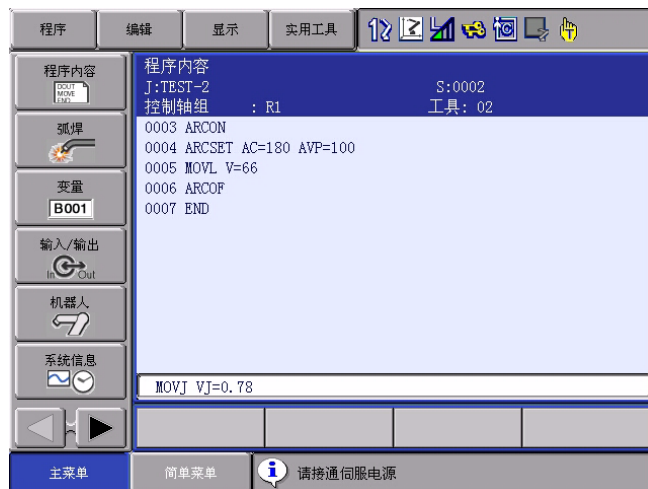 程序 编辑 显示 实用工具
程序内容
DOUT
MOVE
END
弧焊
变量
B001
输入/输出
In Out
机器人
系统信息
程序内容
J:TEST-2 S:0002
控制轴组 : R1 工具: 02
0003 ARCON
0004 ARCSET AC=180 AVP=100
0005 MOVL V=66
0006 ARCOF
0007 END
MOVJ VJ=0.78
主菜单 简单菜单 请接通伺服电源